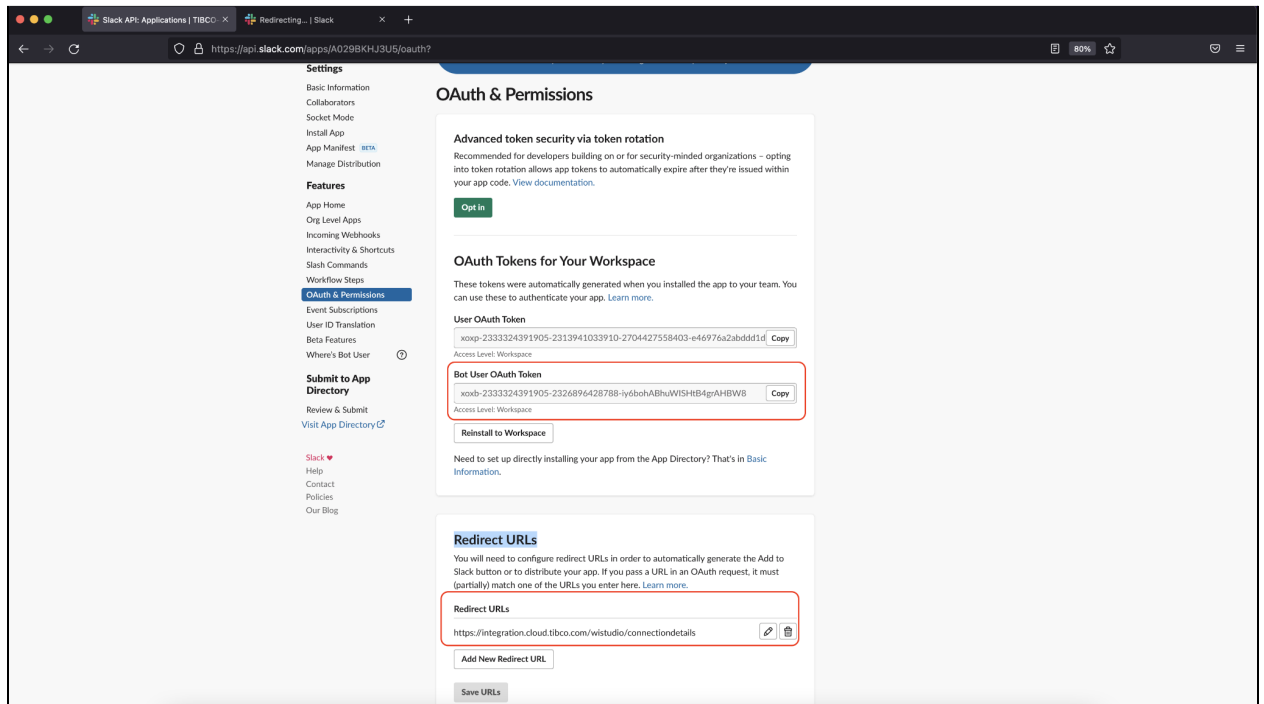 Slack API: Applications | TIBCO
Redirecting... | Slack
https://api.slack.com/apps/A029BKHJ3U5/oauth?
80%
Settings
Basic Information
Collaborators
Socket Mode
Install App
App Manifest BETA
Manage Distribution
Features
App Home
Org Level Apps
Incoming Webhooks
Interactivity & Shortcuts
Slash Commands
Workflow Steps
OAuth & Permissions
Event Subscriptions
User ID Translation
Beta Features
Where's Bot User
Submit to App
Directory
Review & Submit
Visit App Directory
Slack
Help
Contact
Policies
Our Blog
OAuth & Permissions
Advanced token security via token rotation
Recommended for developers building on or for security-minded organizations – opting
into token rotation allows app tokens to automatically expire after they're issued within
your app code. View documentation.
Opt in
OAuth Tokens for Your Workspace
These tokens were automatically generated when you installed the app to your team. You
can use these to authenticate your app. Learn more.
User OAuth Token
xoxp-2333324391905-2313941033910-2704427558403-e46976a2abddd1d
Copy
Access Level: Workspace
Bot User OAuth Token
xoxb-2333324391905-2326896428788-iy6bohABhuWISHtB4grAHBW8
Copy
Access Level: Workspace
Reinstall to Workspace
Need to set up directly installing your app from the App Directory? That's in Basic
Information.
Redirect URLs
You will need to configure redirect URLs in order to automatically generate the Add to
Slack button or to distribute your app. If you pass a URL in an OAuth request, it must
(partially) match one of the URLs you enter here. Learn more.
Redirect URLs
https://integration.cloud.tibco.com/wistudio/connectiondetails
Add New Redirect URL
Save URLs